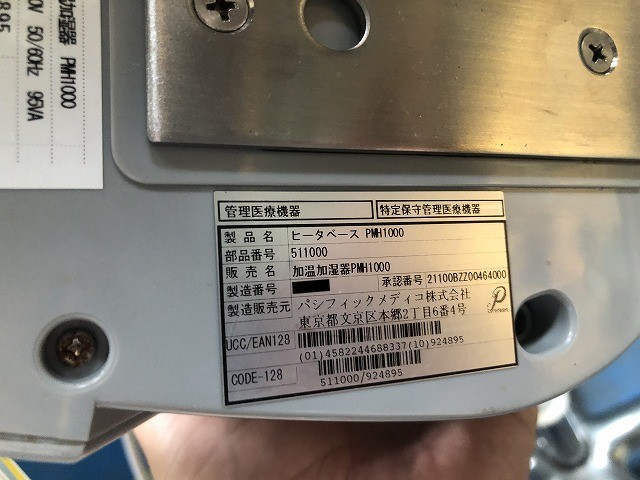 加湿器 PMH1000
0V 50/60Hz 96VA
895
管理医療機器 特定保守管理医療機器
製品名 ヒータベース PMH1000
部品番号 511000
販売名 加温加湿器PMH1000
製造番号 承認番号 21100BZZ00464000
製造販売元 パシフィックメディコ株式会社
東京都文京区本郷2丁目6番4号
UCC/EAN128
(01)4582244688337(10)924895
CODE-128
511000/924895